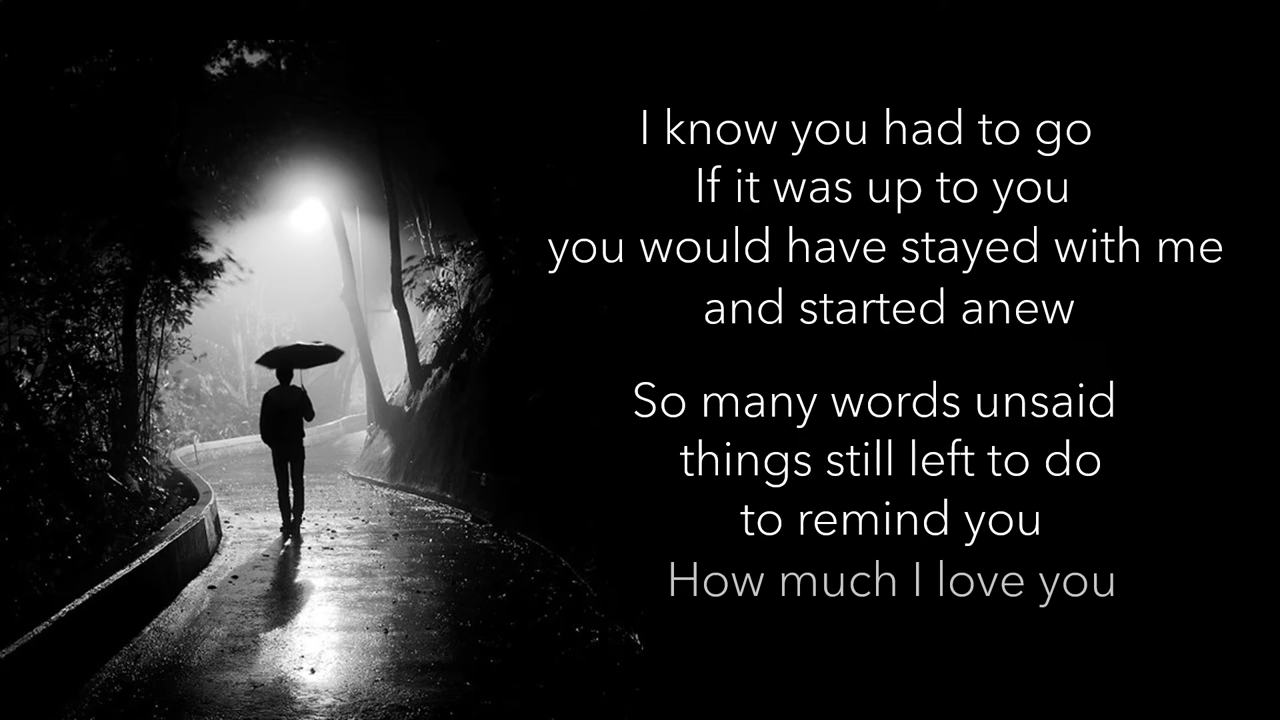 I know you had to go
If it was up to you
you would have stayed with me
and started anew
So many words unsaid
things still left to do
to remind you
How much I love you